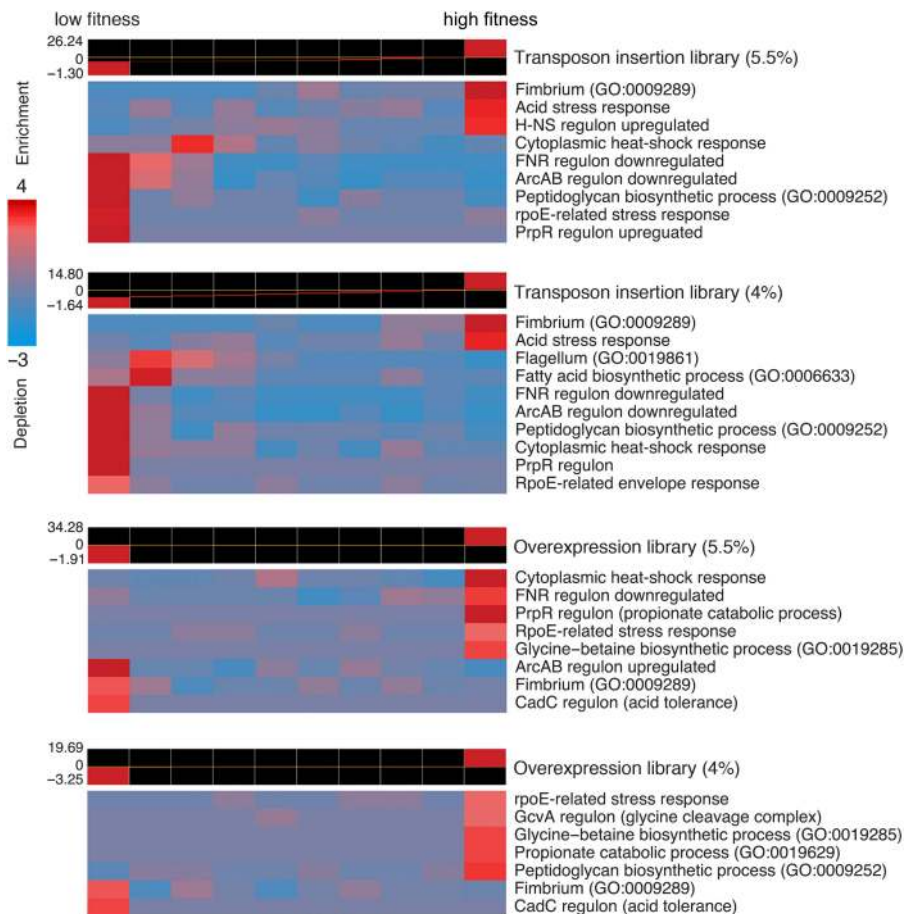 low fitness high fitness
26.24
0
−1.30
Transposon insertion library (5.5%)
Fimbrium (GO:0009289)
Acid stress response
H-NS regulon upregulated
Cytoplasmic heat-shock response
FNR regulon downregulated
ArcAB regulon downregulated
Peptidoglycan biosynthetic process (GO:0009252)
rpoE-related stress response
PrpR regulon upreguated
Enrichment
4
−3
Depletion
14.80
0
−1.64
Transposon insertion library (4%)
Fimbrium (GO:0009289)
Acid stress response
Flagellum (GO:0019861)
Fatty acid biosynthetic process (GO:0006633)
FNR regulon downregulated
ArcAB regulon downregulated
Peptidoglycan biosynthetic process (GO:0009252)
Cytoplasmic heat-shock response
PrpR regulon
RpoE-related envelope response
34.28
0
−1.91
Overexpression library (5.5%)
Cytoplasmic heat-shock response
FNR regulon downregulated
PrpR regulon (propionate catabolic process)
RpoE-related stress response
Glycine−betaine biosynthetic process (GO:0019285)
ArcAB regulon upregulated
Fimbrium (GO:0009289)
CadC regulon (acid tolerance)
19.69
0
−3.25
Overexpression library (4%)
rpoE-related stress response
GcvA regulon (glycine cleavage complex)
Glycine−betaine biosynthetic process (GO:0019285)
Propionate catabolic process (GO:0019629)
Peptidoglycan biosynthetic process (GO:0009252)
Fimbrium (GO:0009289)
CadC regulon (acid tolerance)